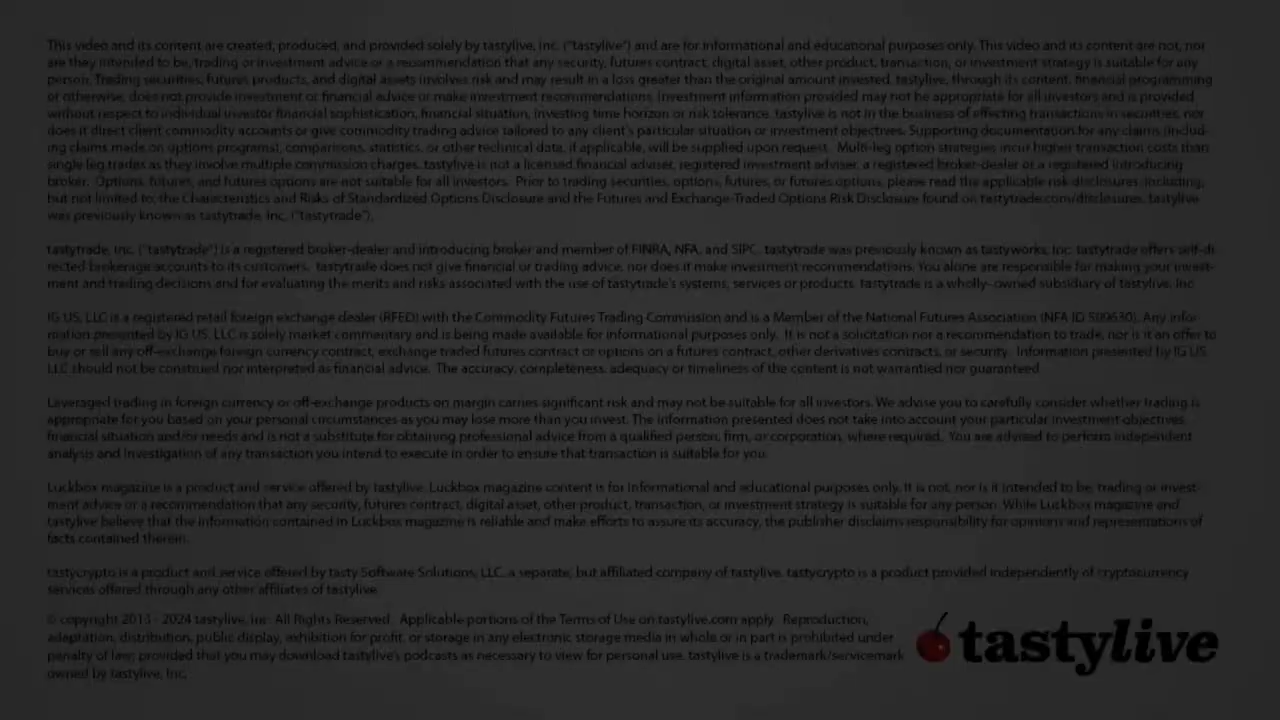 This video and its content are created, produced, and provided solely by tastylive, Inc. ("tastylive") and are for informational and educational purposes only. This video and its content are not, nor
are they intended to be, trading or investment advice or a recommendation that any security, futures contract, digital asset, other product, transaction, or investment strategy is suitable for any
person. Trading securities, futures products, and digital assets involves risk and may result in a loss greater than the original amount invested. tastylive, through its content, financial programming
or otherwise, does not provide investment or financial advice or make investment recommendations. Investment information provided may not be appropriate for all investors and is provided
without respect to individual investor financial sophistication, financial situation, investing time horizon or risk tolerance. tastylive is not in the business of effecting transactions in securities, nor
does it direct client commodity accounts or give commodity trading advice tailored to any client's particular situation or investment objectives. Supporting documentation for any claims (includ-
ing claims made on options programs), comparisons, statistics, or other technical data, if applicable, will be supplied upon request. Multi-leg option strategies incur higher transaction costs than
single leg trades as they involve multiple commission charges. tastylive is not a licensed financial adviser, registered investment adviser, a registered broker-dealer or a registered introducing
broker. Options, futures, and futures options are not suitable for all investors. Prior to trading securities, options, futures, or futures options, please read the applicable risk disclosures, including,
but not limited to, the Characteristics and Risks of Standardized Options Disclosure and the Futures and Exchange-Traded Options Risk Disclosure found on tastytrade.com/disclosures. tastylive
was previously known as tastytrade, Inc. ("tastytrade").
tastytrade, Inc. ("tastytrade") is a registered broker-dealer and introducing broker and member of FINRA, NFA, and SIPC. tastytrade was previously known as tastyworks, Inc. tastytrade offers self-di
rected brokerage accounts to its customers. tastytrade does not give financial or trading advice, nor does it make investment recommendations. You alone are responsible for making your invest-
ment and trading decisions and for evaluating the merits and risks associated with the use of tastytrade's systems, services or products. tastytrade is a wholly-owned subsidiary of tastylive, Inc
IG US, LLC is a registered retail foreign exchange dealer (RFED) with the Commodity Futures Trading Commission and is a Member of the National Futures Association (NFA ID 509630). Any infor-
mation presented by IG US, LLC is solely market commentary and is being made available for informational purposes only. It is not a solicitation nor a recommendation to trade, nor is it an offer to
buy or sell any off-exchange foreign currency contract, exchange traded futures contract or options on a futures contract, other derivatives contracts, or security. Information presented by IG US,
LLC should not be construed nor interpreted as financial advice. The accuracy, completeness, adequacy or timeliness of the content is not warrantied nor guaranteed
Leveraged trading in foreign currency or off-exchange products on margin carries significant risk and may not be suitable for all investors. We advise you to carefully consider whether trading is
appropriate for you based on your personal circumstances as you may lose more than you invest. The information presented does not take into account your particular investment objectives,
financial situation and/or needs and is not a substitute for obtaining professional advice from a qualified person, firm, or corporation, where required. You are advised to perform independent
analysis and investigation of any transaction you intend to execute in order to ensure that transaction is suitable for you.
Luckbox magazine is a product and service offered by tastylive. Luckbox magazine content is for informational and educational purposes only. It is not, nor is it intended to be, trading or invest-
ment advice or a recommendation that any security, futures contract, digital asset, other product, transaction, or investment strategy is suitable for any person. While Luckbox magazine and
tastylive believe that the information contained in Luckbox magazine is reliable and make efforts to assure its accuracy, the publisher disclaims responsibility for opinions and representations of
facts contained therein.
tastycrypto is a product and service offered by tasty Software Solutions, LLC, a separate, but affiliated company of tastylive. tastycrypto is a product provided independently of cryptocurrency
services offered through any other affiliates of tastylive.
© copyright 2013 - 2024 tastylive, Inc. All Rights Reserved. Applicable portions of the Terms of Use on tastylive.com apply. Reproduction,
adaptation, distribution, public display, exhibition for profit, or storage in any electronic storage media in whole or in part is prohibited under
penalty of law, provided that you may download tastylive's podcasts as necessary to view for personal use. tastylive is a trademark/servicemark
owned by tastylive, Inc.
tastylive